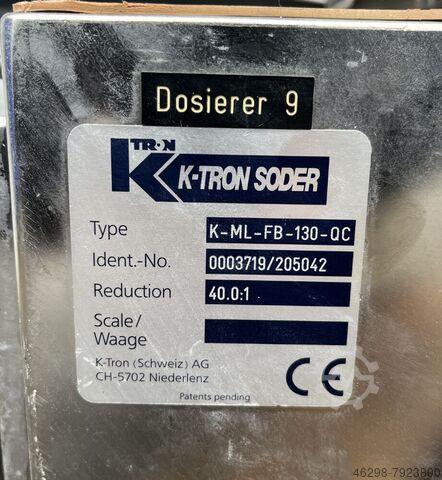 Dosierer 9
K-TRON
K-TRON SODER
Type K-ML-FB-130-QC
Ident.-No. 0003719/205042
Reduction 40.0:1
Scale/
Waage
K-Tron (Schweiz) AG
CH-5702 Niederlenz
CE
Patents pending
46298-7923800